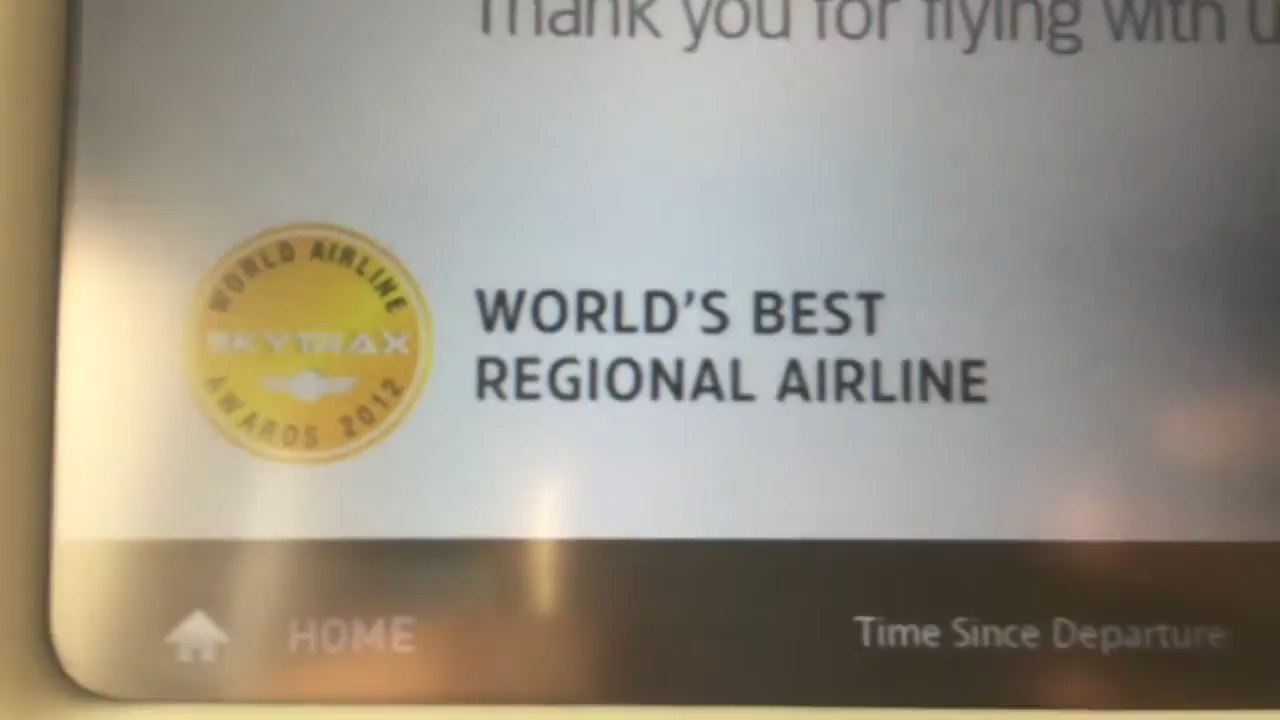 Thank you for flying with
WORLD AIRLINE
SKYTRAX
AWARDS 2012
WORLD'S BEST
REGIONAL AIRLINE
HOME
Time Since Departure